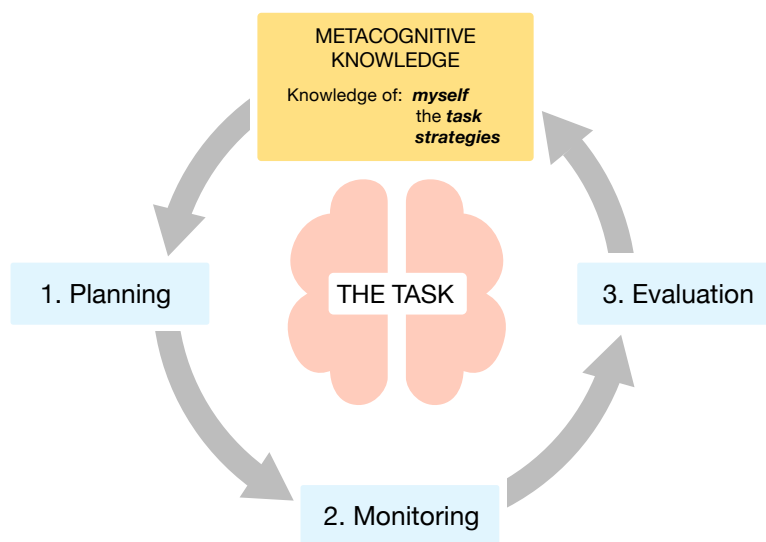 METACOGNITIVE
KNOWLEDGE
Knowledge of: myself
the task
strategies
1. Planning
THE TASK
3. Evaluation
2. Monitoring